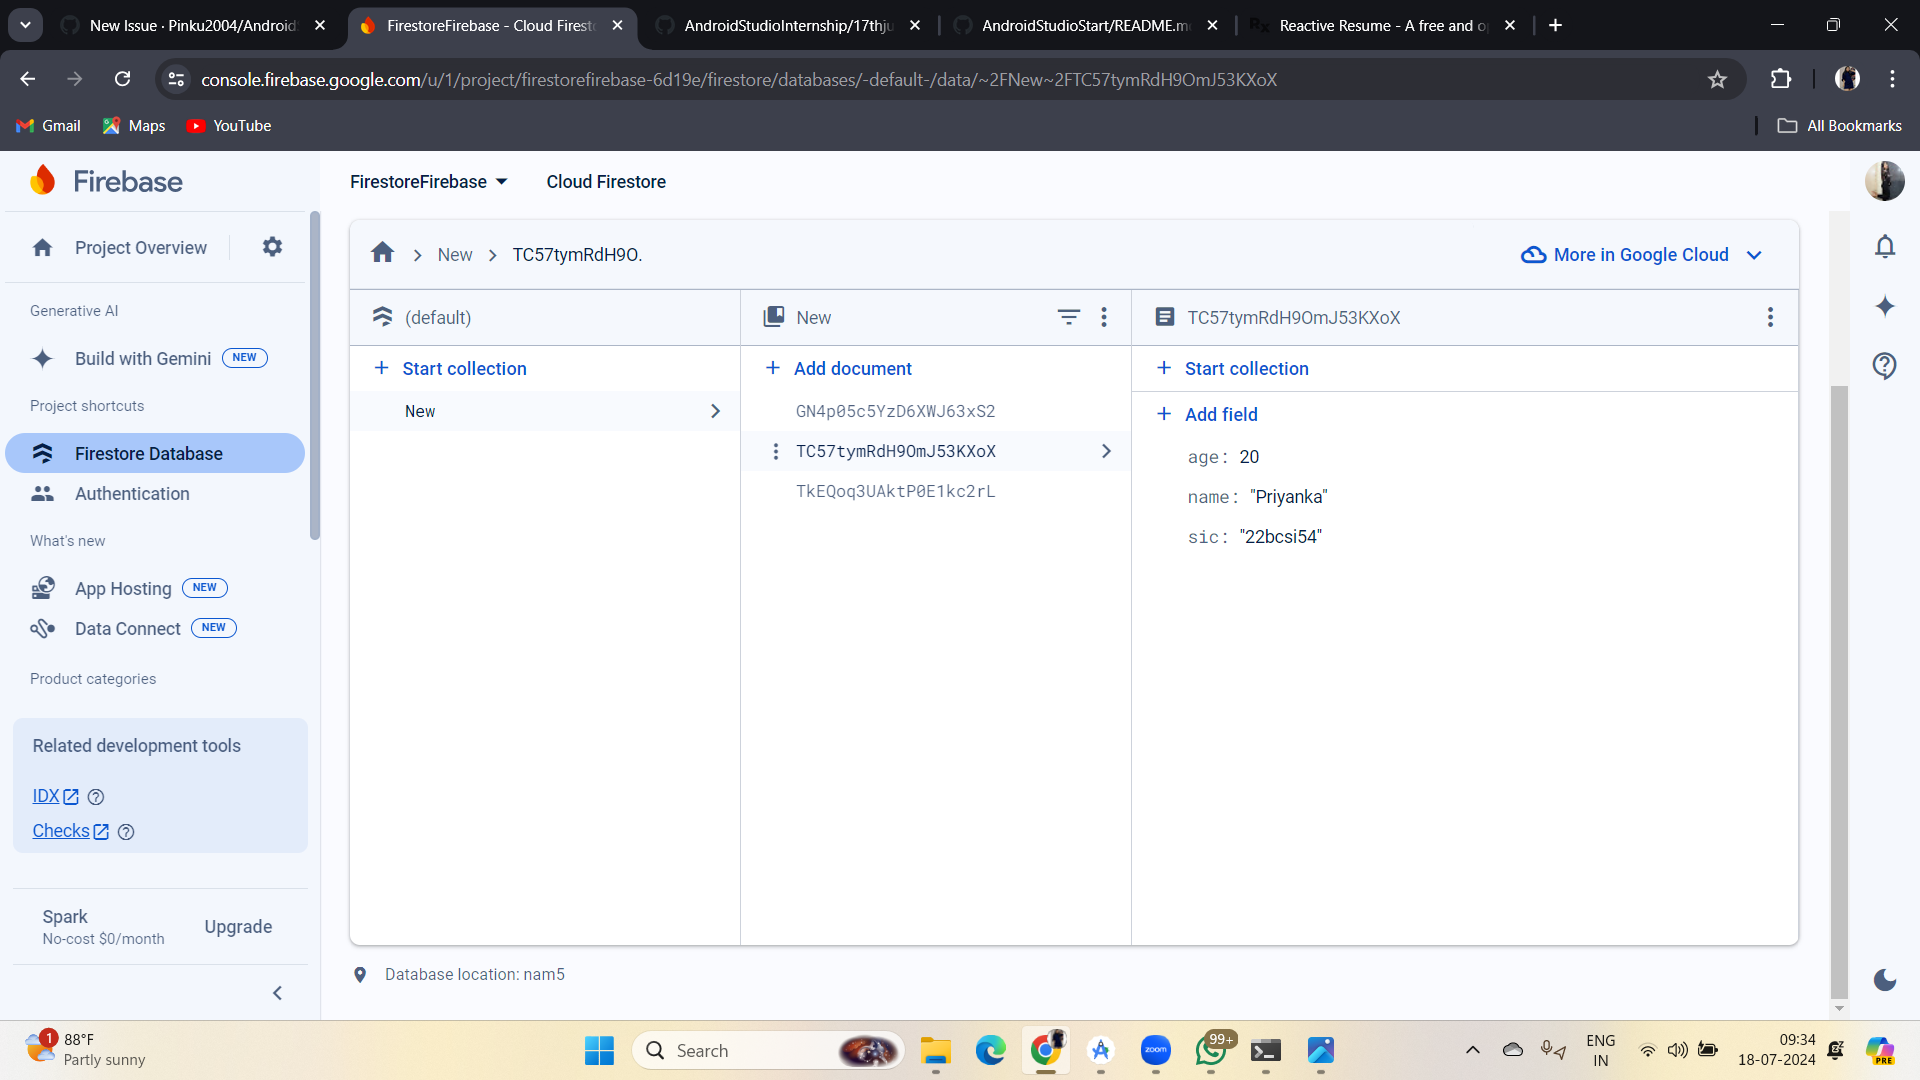 New Issue · Pinku2004/Android
FirestoreFirebase - Cloud Firest
AndroidStudioInternship/17thju
AndroidStudioStart/README.m
Reactive Resume - A free and o
console.firebase.google.com/u/1/project/firestorefirebase-6d19e/firestore/databases/-default-/data/~2FNew~2FTC57tymRdH9OmJ53KXoX
Gmail
Maps
YouTube
All Bookmarks
Firebase
FirestoreFirebase
Cloud Firestore
Project Overview
Generative AI
Build with Gemini NEW
Project shortcuts
Firestore Database
Authentication
What's new
App Hosting NEW
Data Connect NEW
Product categories
Related development tools
IDX
Checks
Spark
No-cost $0/month
Upgrade
New
TC57tymRdH9O.
More in Google Cloud
(default)
Start collection
New
New
Add document
GN4p05c5YzD6XWJ63xS2
TC57tymRdH9OmJ53KXoX
TkEQoq3UAktP0E1kc2rL
TC57tymRdH9OmJ53KXoX
Start collection
Add field
age: 20
name: "Priyanka"
sic: "22bcsi54"
Database location: nam5
1
88°F
Partly sunny
Search
zoom
99+
ENG
IN
09:34
18-07-2024
PRE